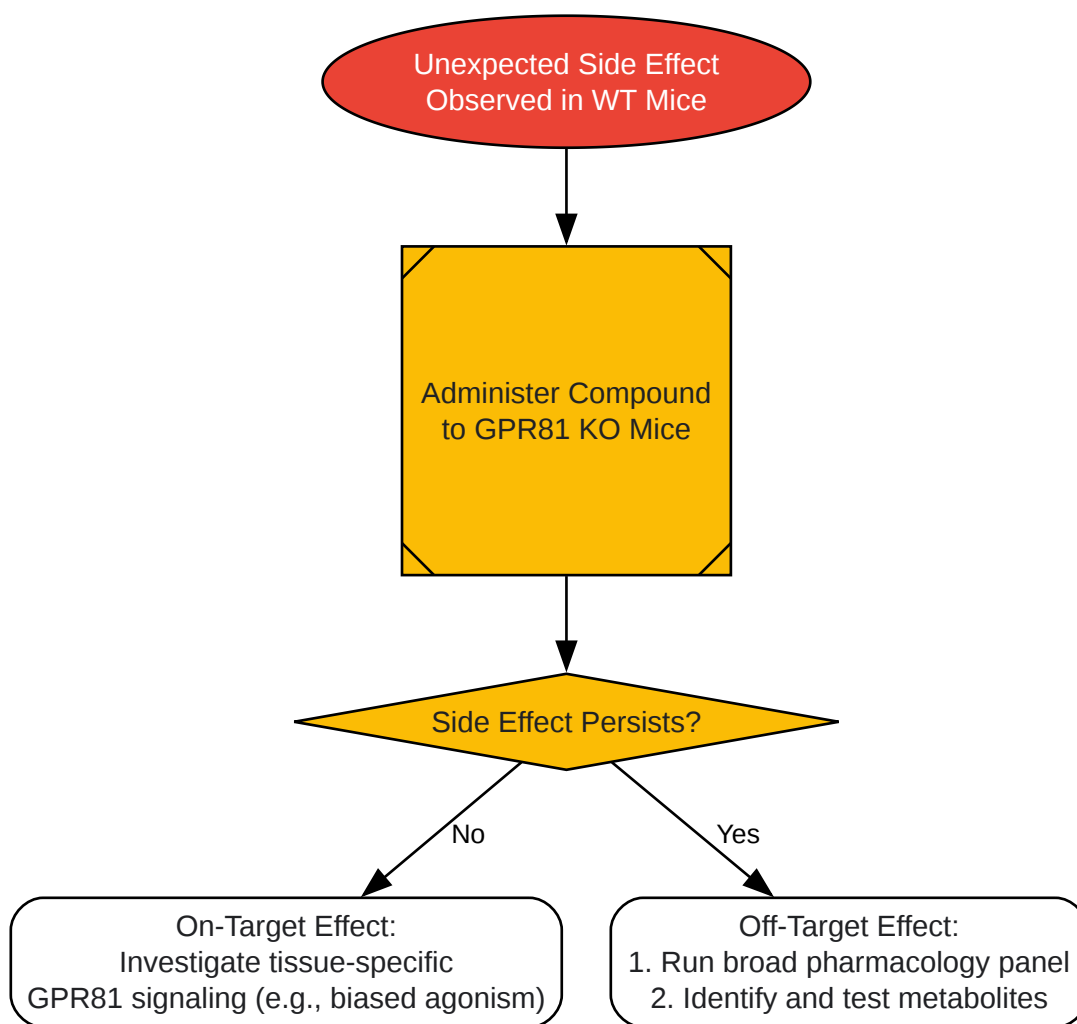 Unexpected Side Effect
Observed in WT Mice
Administer Compound
to GPR81 KO Mice
Side Effect Persists?
No
Yes
On-Target Effect:
Investigate tissue-specific
GPR81 signaling (e.g., biased agonism)
Off-Target Effect:
1. Run broad pharmacology panel
2. Identify and test metabolites